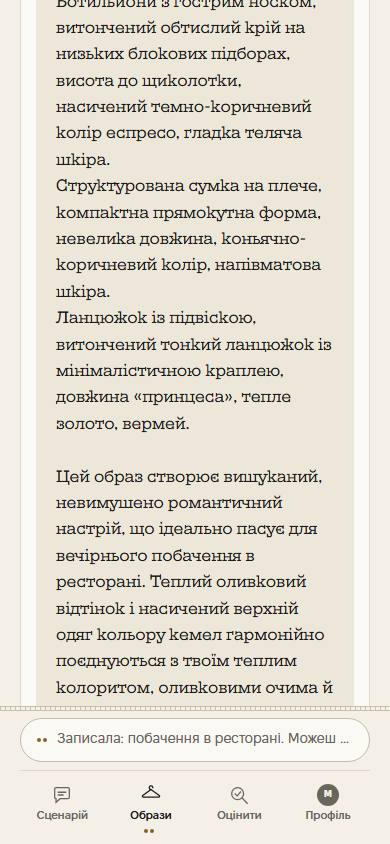 Ботильйони з гострим носком,
витончений обтислий крій на
низьких блокових підборах,
висота до щиколотки,
насичений темно-коричневий
колір еспресо, гладка теляча
шкіра.
Структурована сумка на плече,
компактна прямокутна форма,
невелика довжина, коньячно-
коричневий колір, напівматова
шкіра.
Ланцюжок із підвіскою,
витончений тонкий ланцюжок із
мінімалістичною краплею,
довжина «принцеса», тепле
золото, вермей.
Цей образ створює вишуканий,
невимушено романтичний
настрій, що ідеально пасує для
вечірнього побачення в
ресторані. Теплий оливковий
відтінок і насичений верхній
одяг кольору кемел гармонійно
поєднуються з твоїм теплим
колоритом, оливковими очима й
Записала: побачення в ресторані. Можеш ...
Сценарій
Образи
Оцінити
М
Профіль